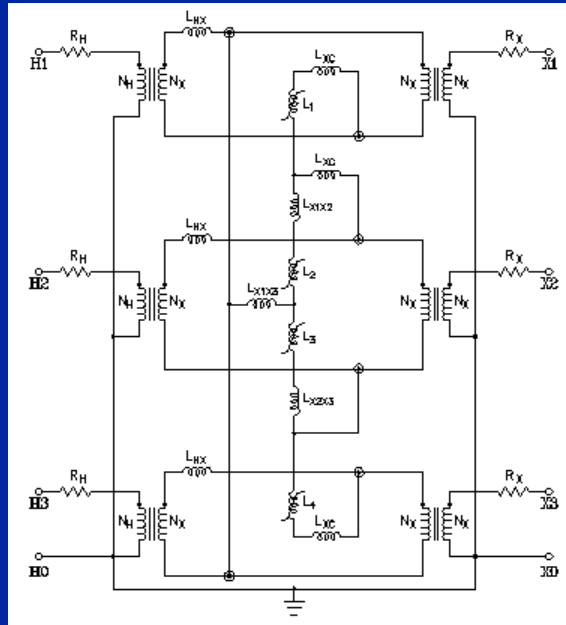 L_HX
R_H L_XC R_X
H1 X1
N_H N_X L_1 N_X N_X
L_XC
L_HX L_X1X2
R_H R_X
H2 L_2 X2
N_H N_X L_X1X3 N_X N_X
L_3
L_X2X3
L_HX
R_H R_X
H3 L_4 X3
N_H N_X L_XC N_X N_X
H0 X0